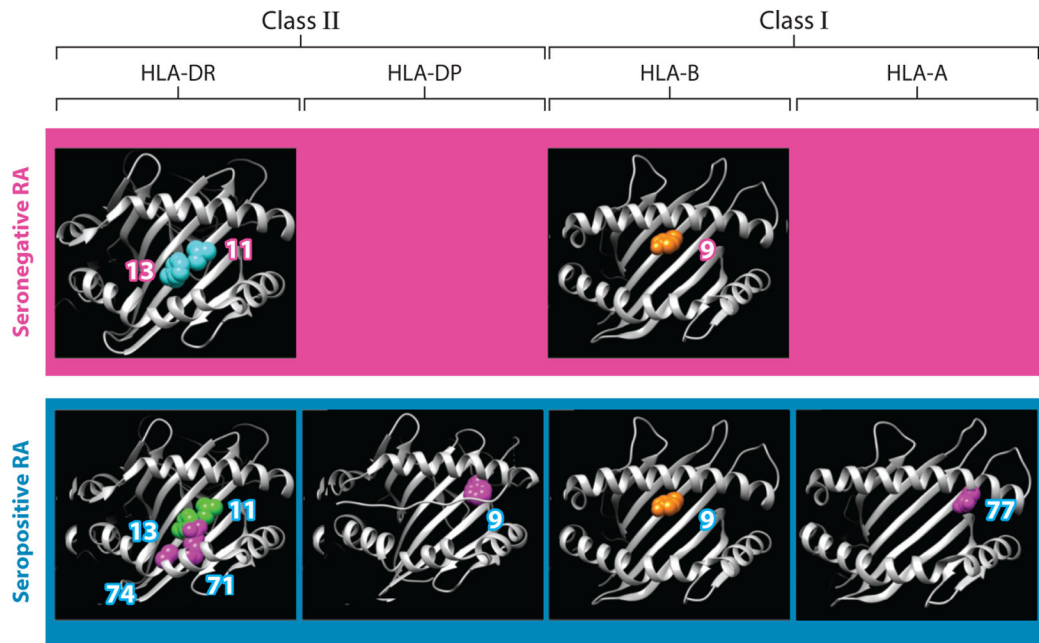 Class II
Class I
HLA-DR
HLA-DP
HLA-B
HLA-A
Seronegative RA
13
11
9
Seropositive RA
13
11
74
71
9
9
77